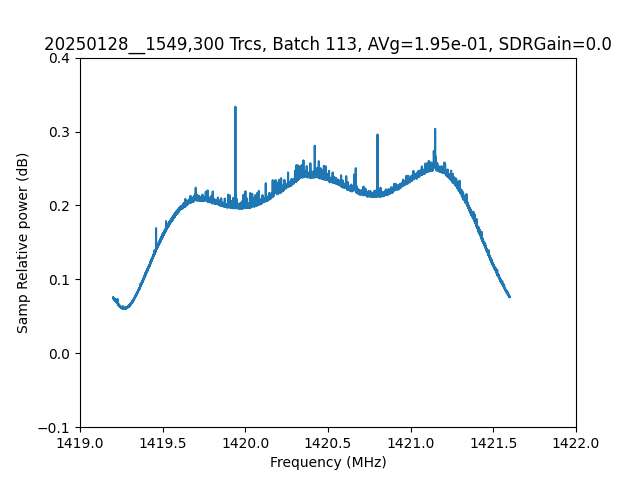 20250128__1549,300 Trcs, Batch 113, AVg=1.95e-01, SDRGain=0.0
0.4
0.3
0.2
0.1
0.0
−0.1
Samp Relative power (dB)
1419.0 1419.5 1420.0 1420.5 1421.0 1421.5 1422.0
Frequency (MHz)